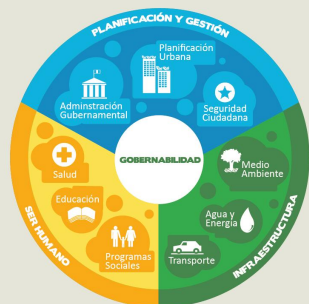 PLANIFICACIÓN Y GESTIÓN
Planificación
Urbana
Adminstración
Gubernamental
Seguridad
Ciudadana
GOBERNABILIDAD
Salud
Educación
Programas
Sociales
SER HUMANO
Medio
Ambiente
Agua y
Energía
Transporte
INFRAESTRUCTURA